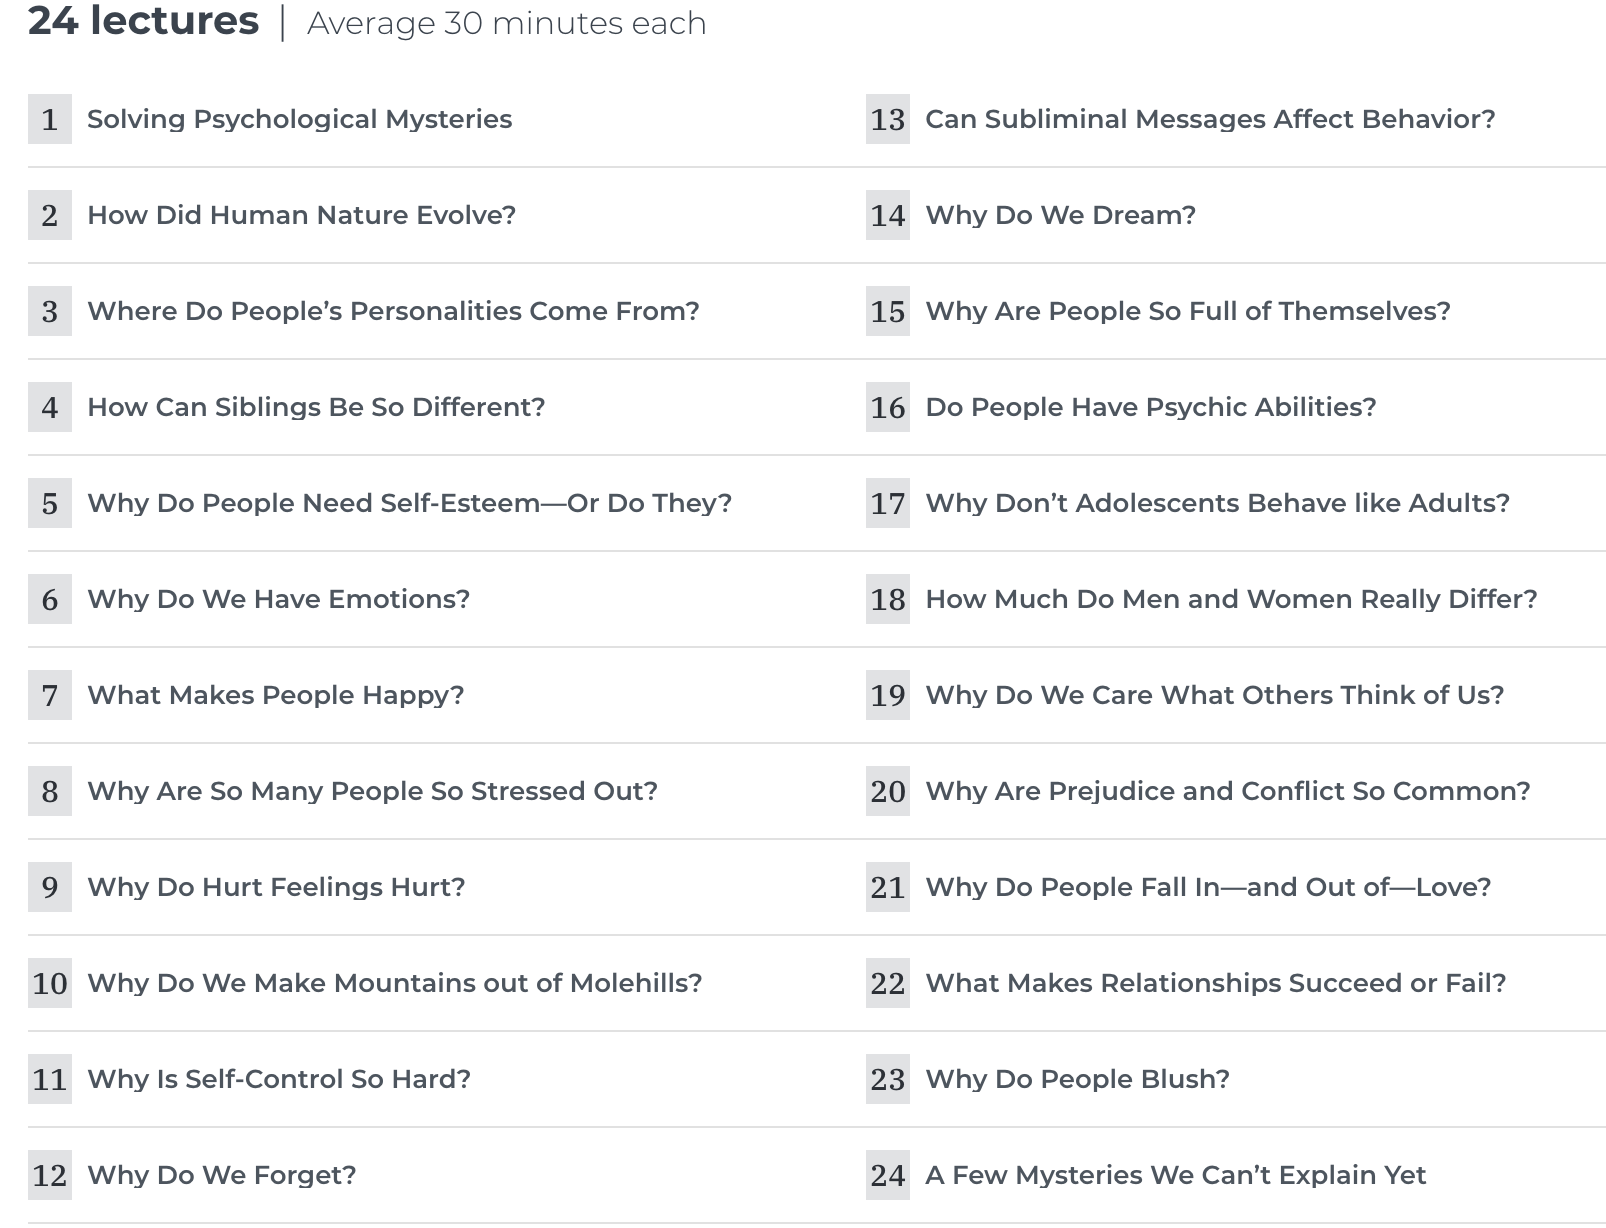 24 lectures | Average 30 minutes each
1 Solving Psychological Mysteries
2 How Did Human Nature Evolve?
3 Where Do People’s Personalities Come From?
4 How Can Siblings Be So Different?
5 Why Do People Need Self-Esteem—Or Do They?
6 Why Do We Have Emotions?
7 What Makes People Happy?
8 Why Are So Many People So Stressed Out?
9 Why Do Hurt Feelings Hurt?
10 Why Do We Make Mountains out of Molehills?
11 Why Is Self-Control So Hard?
12 Why Do We Forget?
13 Can Subliminal Messages Affect Behavior?
14 Why Do We Dream?
15 Why Are People So Full of Themselves?
16 Do People Have Psychic Abilities?
17 Why Don’t Adolescents Behave like Adults?
18 How Much Do Men and Women Really Differ?
19 Why Do We Care What Others Think of Us?
20 Why Are Prejudice and Conflict So Common?
21 Why Do People Fall In—and Out of—Love?
22 What Makes Relationships Succeed or Fail?
23 Why Do People Blush?
24 A Few Mysteries We Can’t Explain Yet